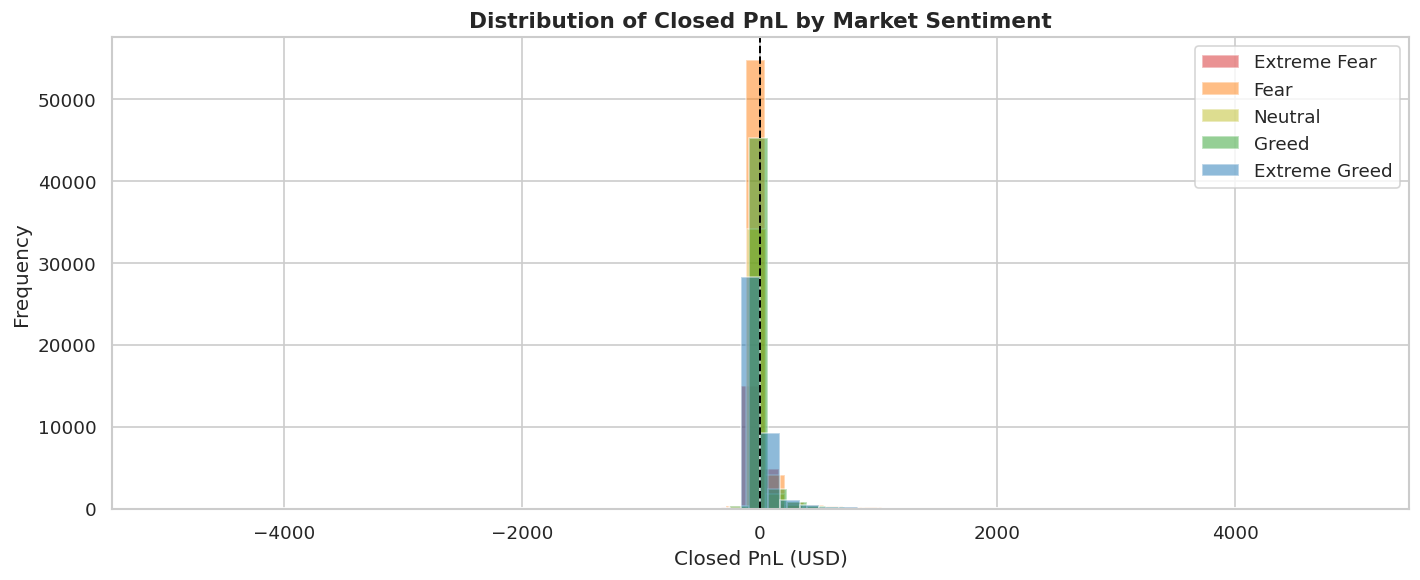 Distribution of Closed PnL by Market Sentiment
Extreme Fear
Fear
Neutral
Greed
Extreme Greed
Frequency
50000
40000
30000
20000
10000
0
−4000
−2000
0
2000
4000
Closed PnL (USD)